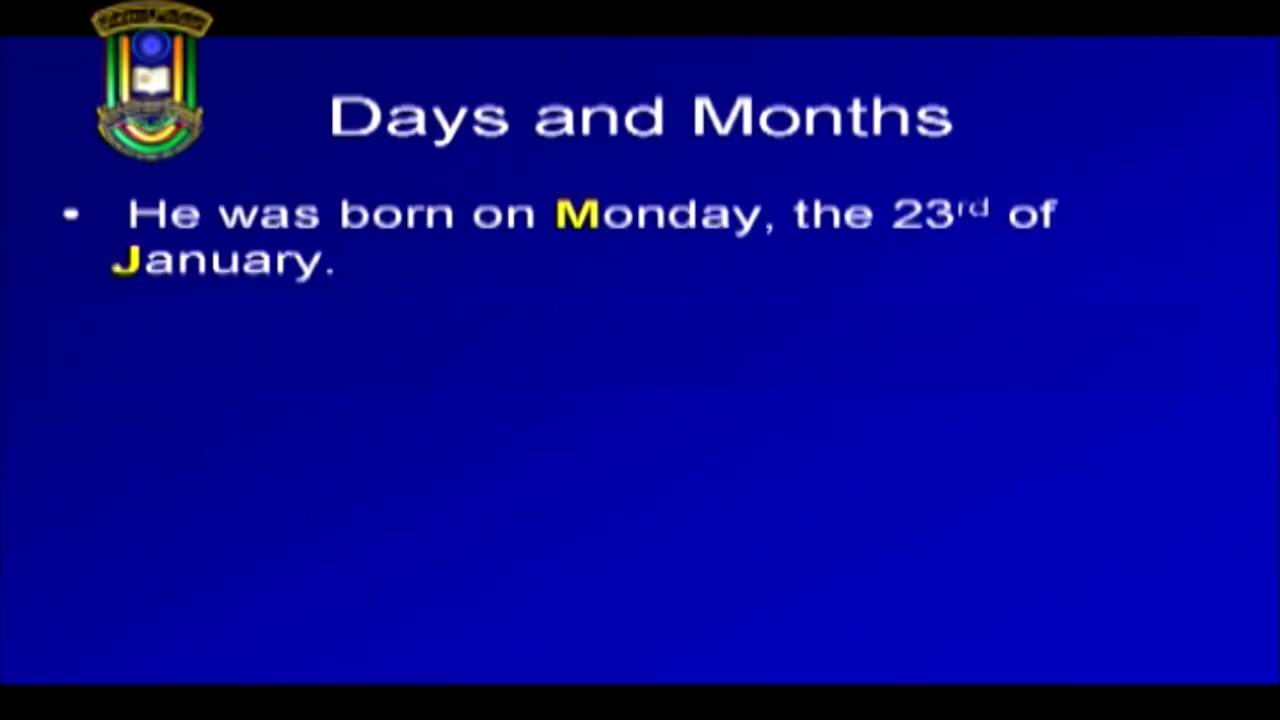 Days and Months
• He was born on Monday, the 23rd of
January.